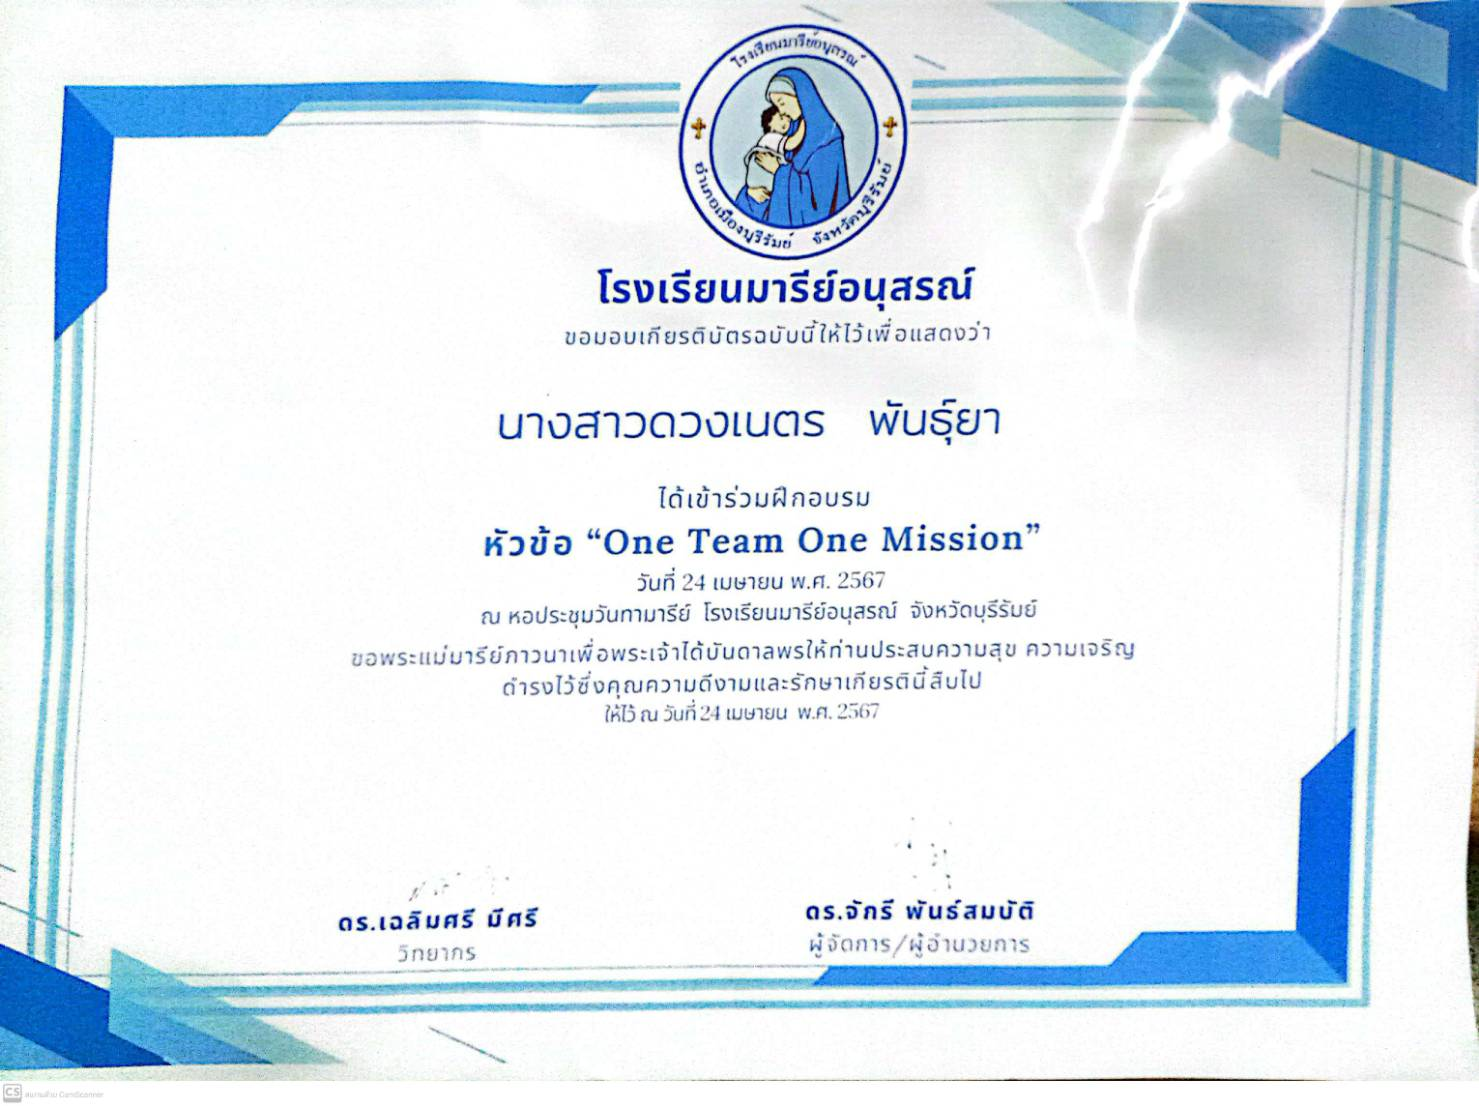 โรงเรียนมารีย์อนุสรณ์
อำเภอเมืองบุรีรัมย์ จังหวัดบุรีรัมย์
โรงเรียนมารีย์อนุสรณ์
ขอมอบเกียรติบัตรฉบับนี้ให้ไว้เพื่อแสดงว่า
นางสาวดวงเนตร พันธุ์ยา
ได้เข้าร่วมฝึกอบรม
หัวข้อ “One Team One Mission”
วันที่ 24 เมษายน พ.ศ. 2567
ณ หอประชุมวันทามารีย์ โรงเรียนมารีย์อนุสรณ์ จังหวัดบุรีรัมย์
ขอพระแม่มารีย์ภาวนาเพื่อพระเจ้าได้บันดาลพรให้ท่านประสบความสุข ความเจริญ
ดำรงไว้ซึ่งคุณความดีงามและรักษาเกียรตินี้สืบไป
ให้ไว้ ณ วันที่ 24 เมษายน พ.ศ. 2567
ดร.เฉลิมศรี มีศรี
วิทยากร
ดร.จักรี พันธ์สมบัติ
ผู้จัดการ/ผู้อำนวยการ
CS สแกนด้วย CamScanner